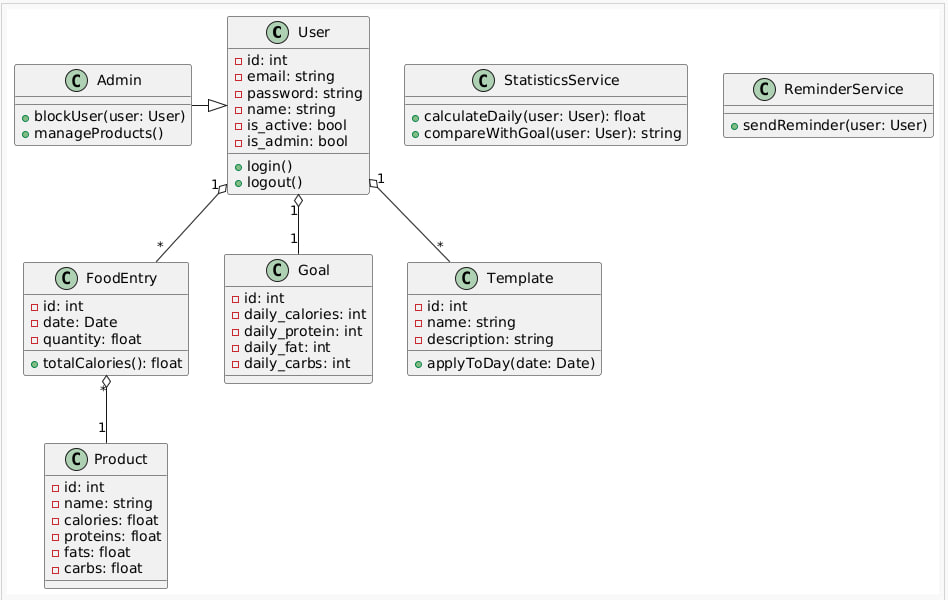 C User
id: int
email: string
password: string
name: string
is_active: bool
is_admin: bool
login()
logout()
C Admin
blockUser(user: User)
manageProducts()
C StatisticsService
calculateDaily(user: User): float
compareWithGoal(user: User): string
C ReminderService
sendReminder(user: User)
1
*
1
1
1
*
C FoodEntry
id: int
date: Date
quantity: float
totalCalories(): float
C Goal
id: int
daily_calories: int
daily_protein: int
daily_fat: int
daily_carbs: int
C Template
id: int
name: string
description: string
applyToDay(date: Date)
*
1
C Product
id: int
name: string
calories: float
proteins: float
fats: float
carbs: float